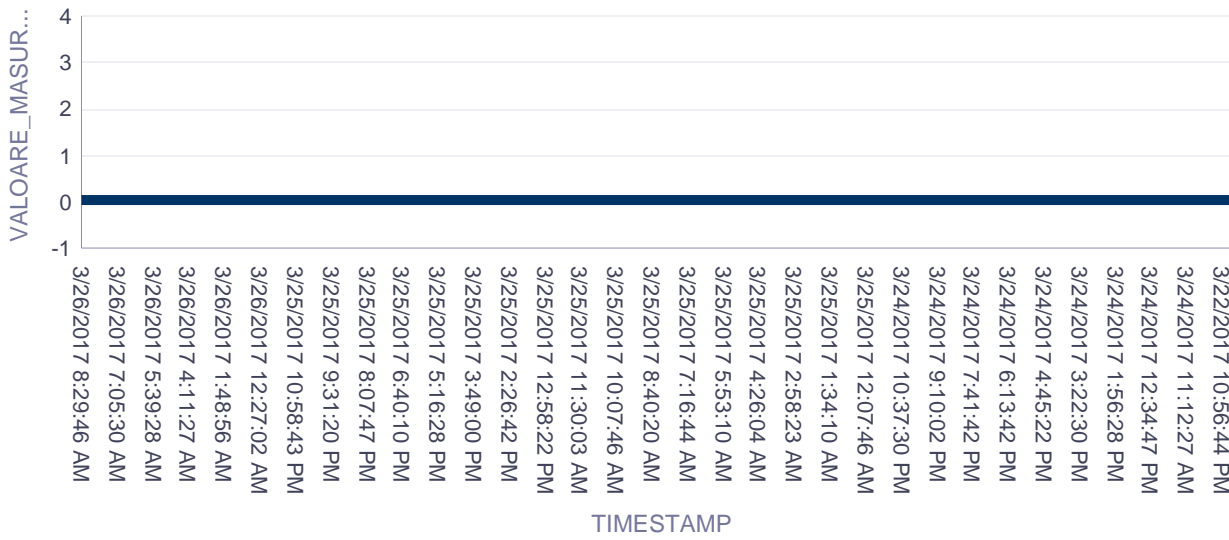 VALOARE_MASUR...
4
3
2
1
0
-1
3/26/2017 8:29:46 AM
3/26/2017 7:05:30 AM
3/26/2017 5:39:28 AM
3/26/2017 4:11:27 AM
3/26/2017 1:48:56 AM
3/26/2017 12:27:02 AM
3/25/2017 10:58:43 PM
3/25/2017 9:31:20 PM
3/25/2017 8:07:47 PM
3/25/2017 6:40:10 PM
3/25/2017 5:16:28 PM
3/25/2017 3:49:00 PM
3/25/2017 2:26:42 PM
3/25/2017 12:58:22 PM
3/25/2017 11:30:03 AM
3/25/2017 10:07:46 AM
3/25/2017 8:40:20 AM
3/25/2017 7:16:44 AM
3/25/2017 5:53:10 AM
3/25/2017 4:26:04 AM
3/25/2017 2:58:23 AM
3/25/2017 1:34:10 AM
3/25/2017 12:07:46 AM
3/24/2017 10:37:30 PM
3/24/2017 9:10:02 PM
3/24/2017 7:41:42 PM
3/24/2017 6:13:42 PM
3/24/2017 4:45:22 PM
3/24/2017 3:22:30 PM
3/24/2017 1:56:28 PM
3/24/2017 12:34:47 PM
3/24/2017 11:12:27 AM
3/22/2017 10:56:44 PM
TIMESTAMP